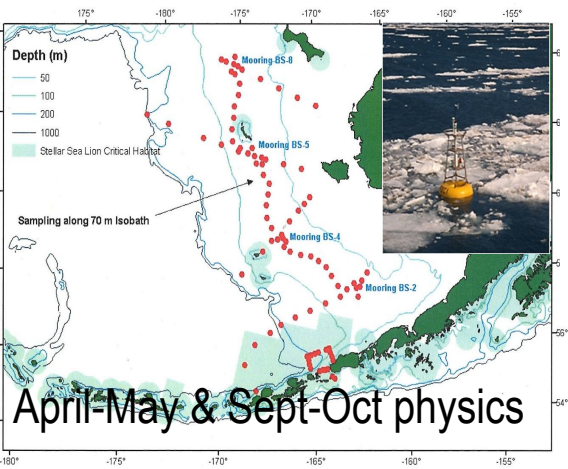 175° -180° -175° -170° -165° -160° -155°
Depth (m)
50
100
200
1000
Stellar Sea Lion Critical Habitat
Mooring BS-8
Mooring BS-5
Sampling along 70 m Isobath
Mooring BS-4
Mooring BS-2
56°
54°
April-May & Sept-Oct physics
-180° -175° -170° -165° -160° -155°